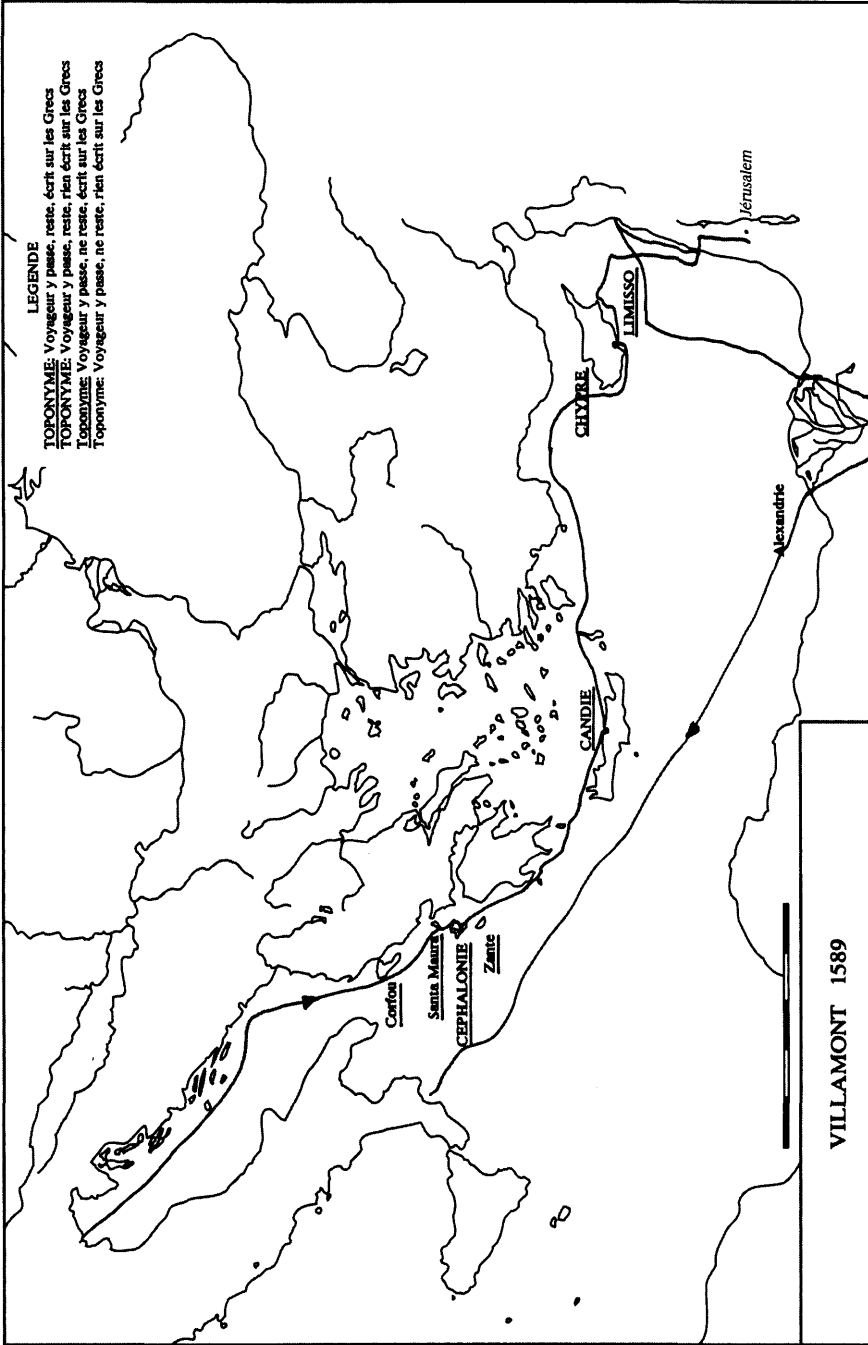 LEGENDE
TOPONYME: Voyageur y passe, reste, écrit sur les Grecs
TOPONYME: Voyageur y passe, reste, rien écrit sur les Grecs
Toponyme: Voyageur y passe, ne reste, écrit sur les Grecs
Toponyme: Voyageur y passe, ne reste, rien écrit sur les Grecs
Corfou
Santa Maura
CEPHALONIE
Zante
CANDIE
CHYPRE
LIMISSO
Jérusalem
Alexandrie
VILLAMONT 1589